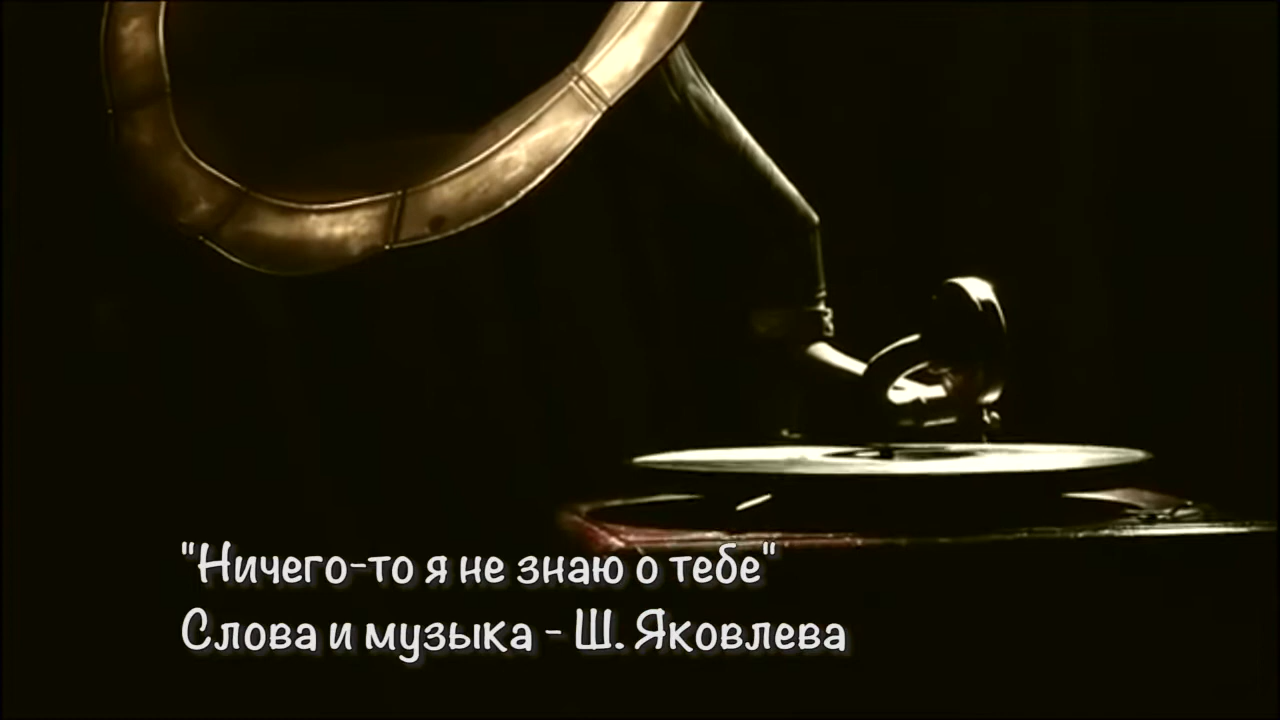 "Ничего-то я не знаю о тебе"
Слова и музыка - Ш. Яковлева